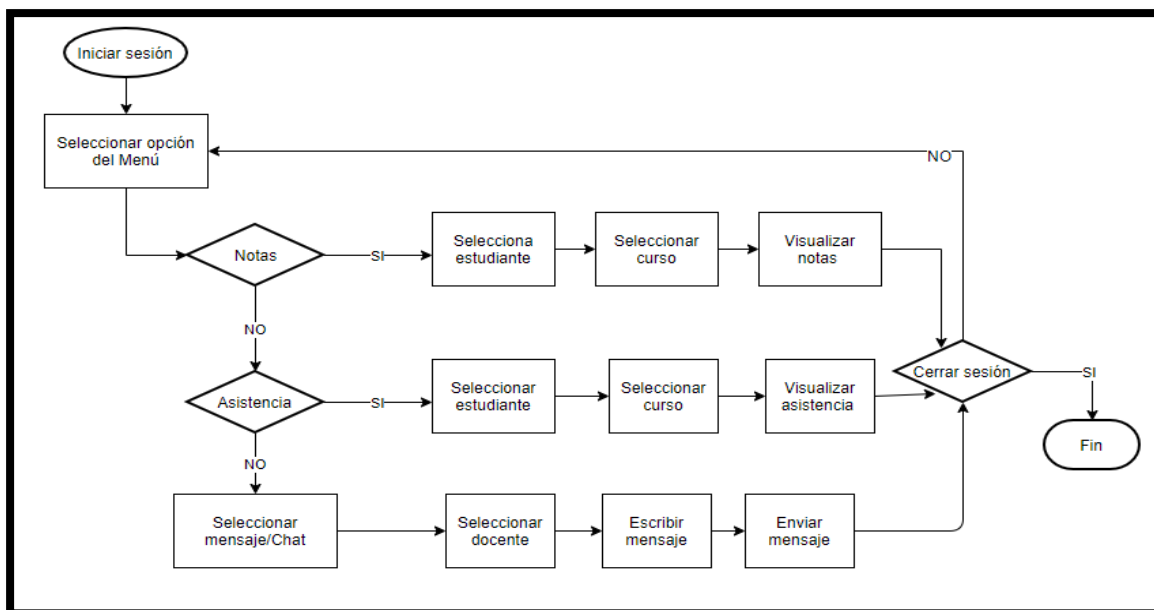 Iniciar sesión
Seleccionar opción
del Menú
NO
Notas
SI
Selecciona
estudiante
Seleccionar
curso
Visualizar
notas
NO
Asistencia
SI
Seleccionar
estudiante
Seleccionar
curso
Visualizar
asistencia
Cerrar sesión
SI
Fin
NO
Seleccionar
mensaje/Chat
Seleccionar
docente
Escribir
mensaje
Enviar
mensaje